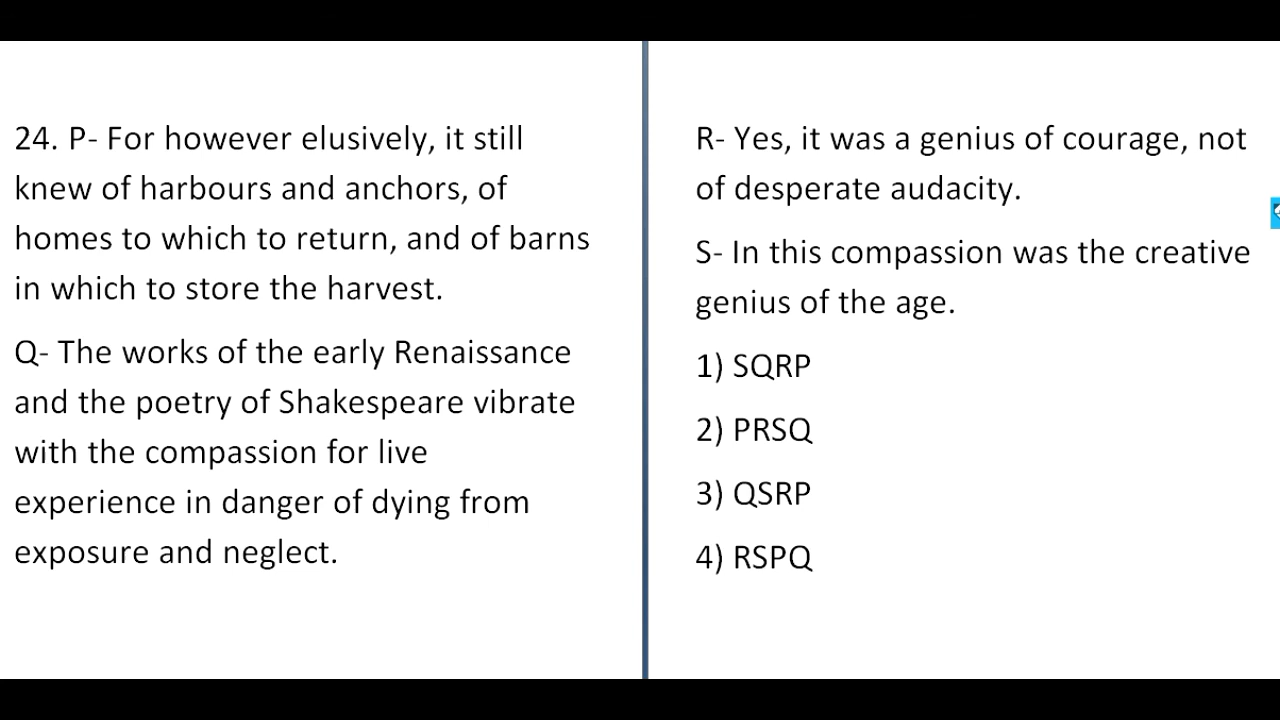 24. P- For however elusively, it still
knew of harbours and anchors, of
homes to which to return, and of barns
in which to store the harvest.
Q- The works of the early Renaissance
and the poetry of Shakespeare vibrate
with the compassion for live
experience in danger of dying from
exposure and neglect.
R- Yes, it was a genius of courage, not
of desperate audacity.
S- In this compassion was the creative
genius of the age.
1) SQRP
2) PRSQ
3) QSRP
4) RSPQ